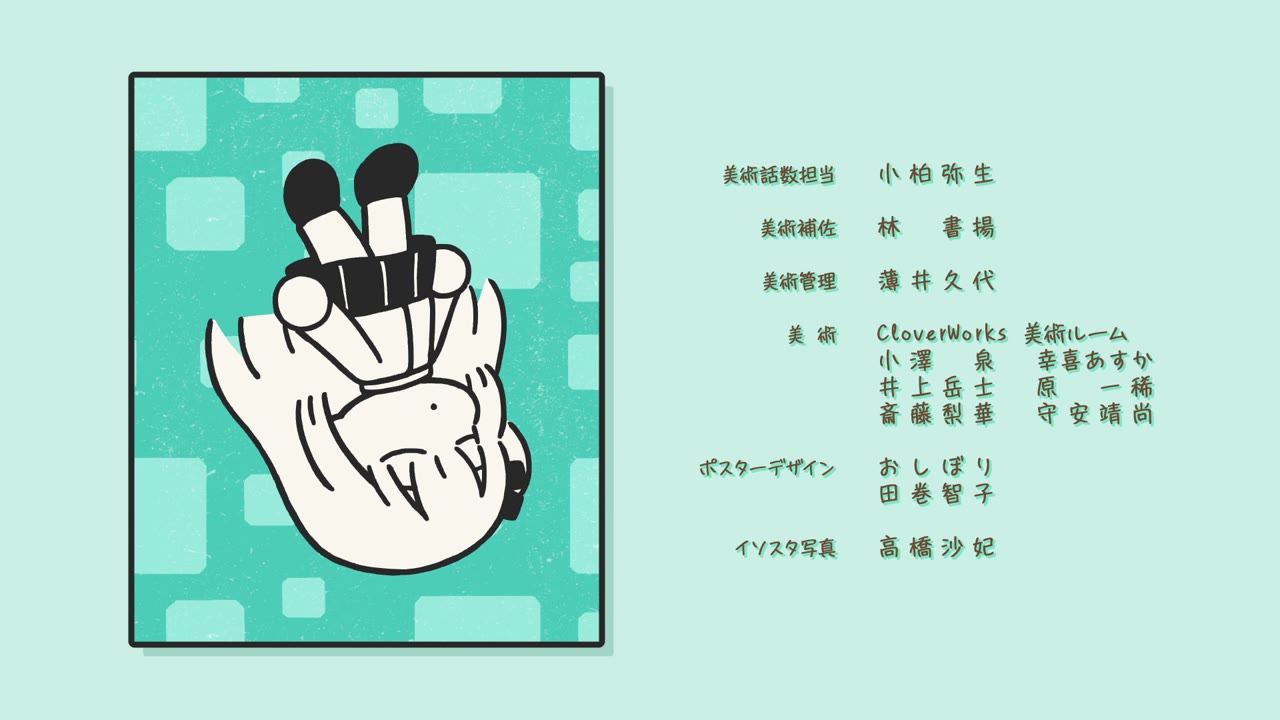 美術話数担当 小柏弥生
美術補佐 林 書揚
美術管理 薄井久代
美術 CloverWorks 美術ルーム
小澤 泉 幸喜あすか
井上岳士 原 一稀
斎藤梨華 守安靖尚
ポスターデザイン おしぼり
田巻智子
イソスタ写真 高橋沙妃